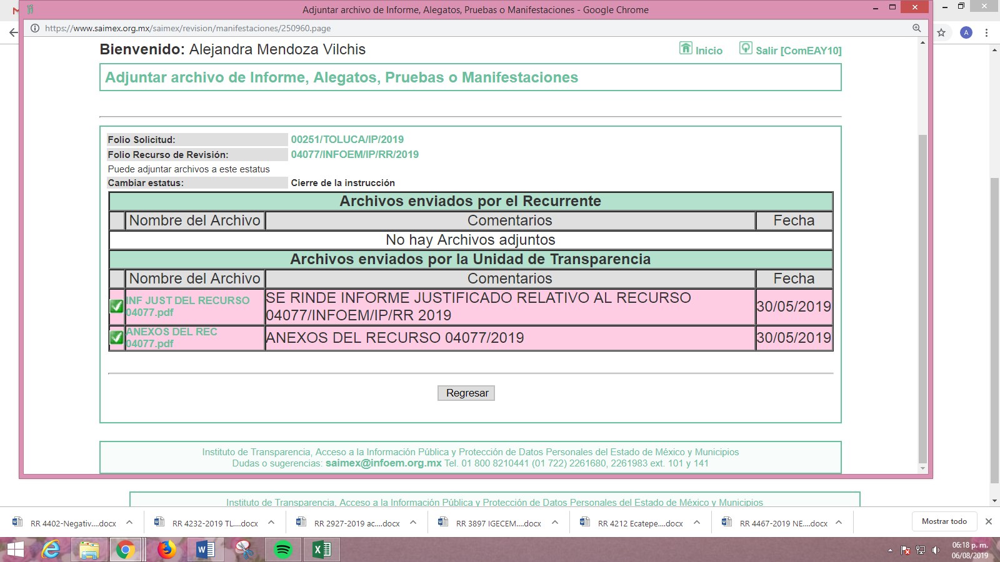 Adjuntar archivo de Informe, Alegatos, Pruebas o Manifestaciones - Google Chrome
https://www.saimex.org.mx/saimex/revision/manifestaciones/250960.page
A
Bienvenido: Alejandra Mendoza Vilchis
Inicio
Salir [ComEAY10]
Adjuntar archivo de Informe, Alegatos, Pruebas o Manifestaciones
Folio Solicitud: 00251/TOLUCA/IP/2019
Folio Recurso de Revisión: 04077/INFOEM/IP/RR/2019
Puede adjuntar archivos a este estatus
Cambiar estatus: Cierre de la instrucción
Archivos enviados por el Recurrente
Nombre del Archivo Comentarios Fecha
No hay Archivos adjuntos
Archivos enviados por la Unidad de Transparencia
Nombre del Archivo Comentarios Fecha
INF JUST DEL RECURSO
04077.pdf
SE RINDE INFORME JUSTIFICADO RELATIVO AL RECURSO
04077/INFOEM/IP/RR 2019
30/05/2019
ANEXOS DEL REC
04077.pdf
ANEXOS DEL RECURSO 04077/2019
30/05/2019
Regresar
Instituto de Transparencia, Acceso a la Información Pública y Protección de Datos Personales del Estado de México y Municipios
Dudas o sugerencias: saimex@infoem.org.mx Tel. 01 800 8210441 (01 722) 2261680, 2261983 ext. 101 y 141
Instituto de Transparencia, Acceso a la Información Pública y Protección de Datos Personales del Estado de México y Municipios
RR 4402-Negativ....docx
RR 4232-2019 TL....docx
RR 2927-2019 ac....docx
RR 3897 IGECEM....docx
RR 4212 Ecatepe....docx
RR 4467-2019 NE....docx
Mostrar todo
06:18 p. m.
06/08/2019